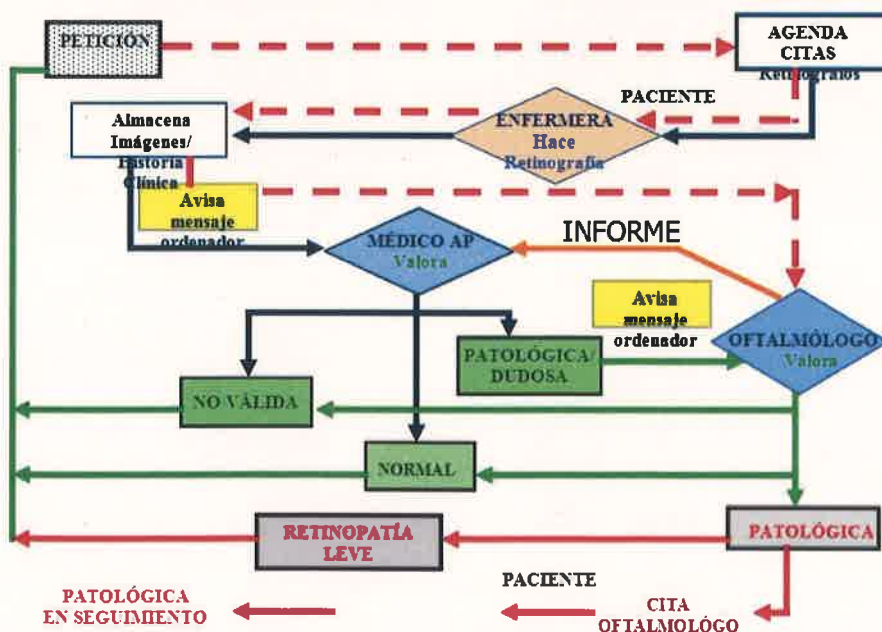 PETICIÓN
AGENDA
CITAS
Retinógrafos
PACIENTE
Almacena
Imágenes/
Historia
Clínica
ENFERMERA
Hace
Retinografía
Avisa
mensaje
ordenador
MÉDICO AP
Valora
INFORME
Avisa
mensaje
ordenador
OFTALMÓLOGO
Valora
PATOLÓGICA/
DUDOSA
NO VÁLIDA
NORMAL
RETINOPATÍA
LEVE
PATOLÓGICA
PATOLÓGICA
EN SEGUIMIENTO
PACIENTE
CITA
OFTALMOLÓGO